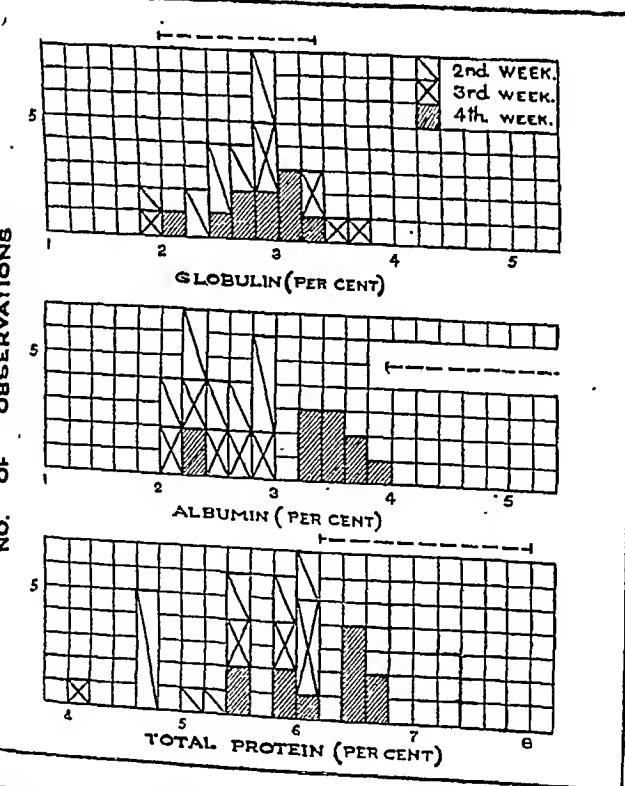 2nd WEEK.
3rd WEEK.
4th. WEEK.
5
1 2 3 4 5
GLOBULIN (PER CENT)
NO. OF OBSERVATIONS
5
1 2 3 4 5
ALBUMIN (PER CENT)
5
4 5 6 7 8
TOTAL PROTEIN (PER CENT)